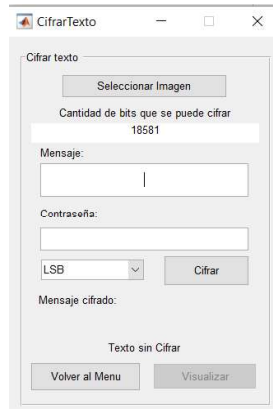 CifrarTexto
Cifrar texto
Seleccionar Imagen
Cantidad de bits que se puede cifrar
18581
Mensaje:
Contraseña:
LSB
Cifrar
Mensaje cifrado:
Texto sin Cifrar
Volver al Menu
Visualizar